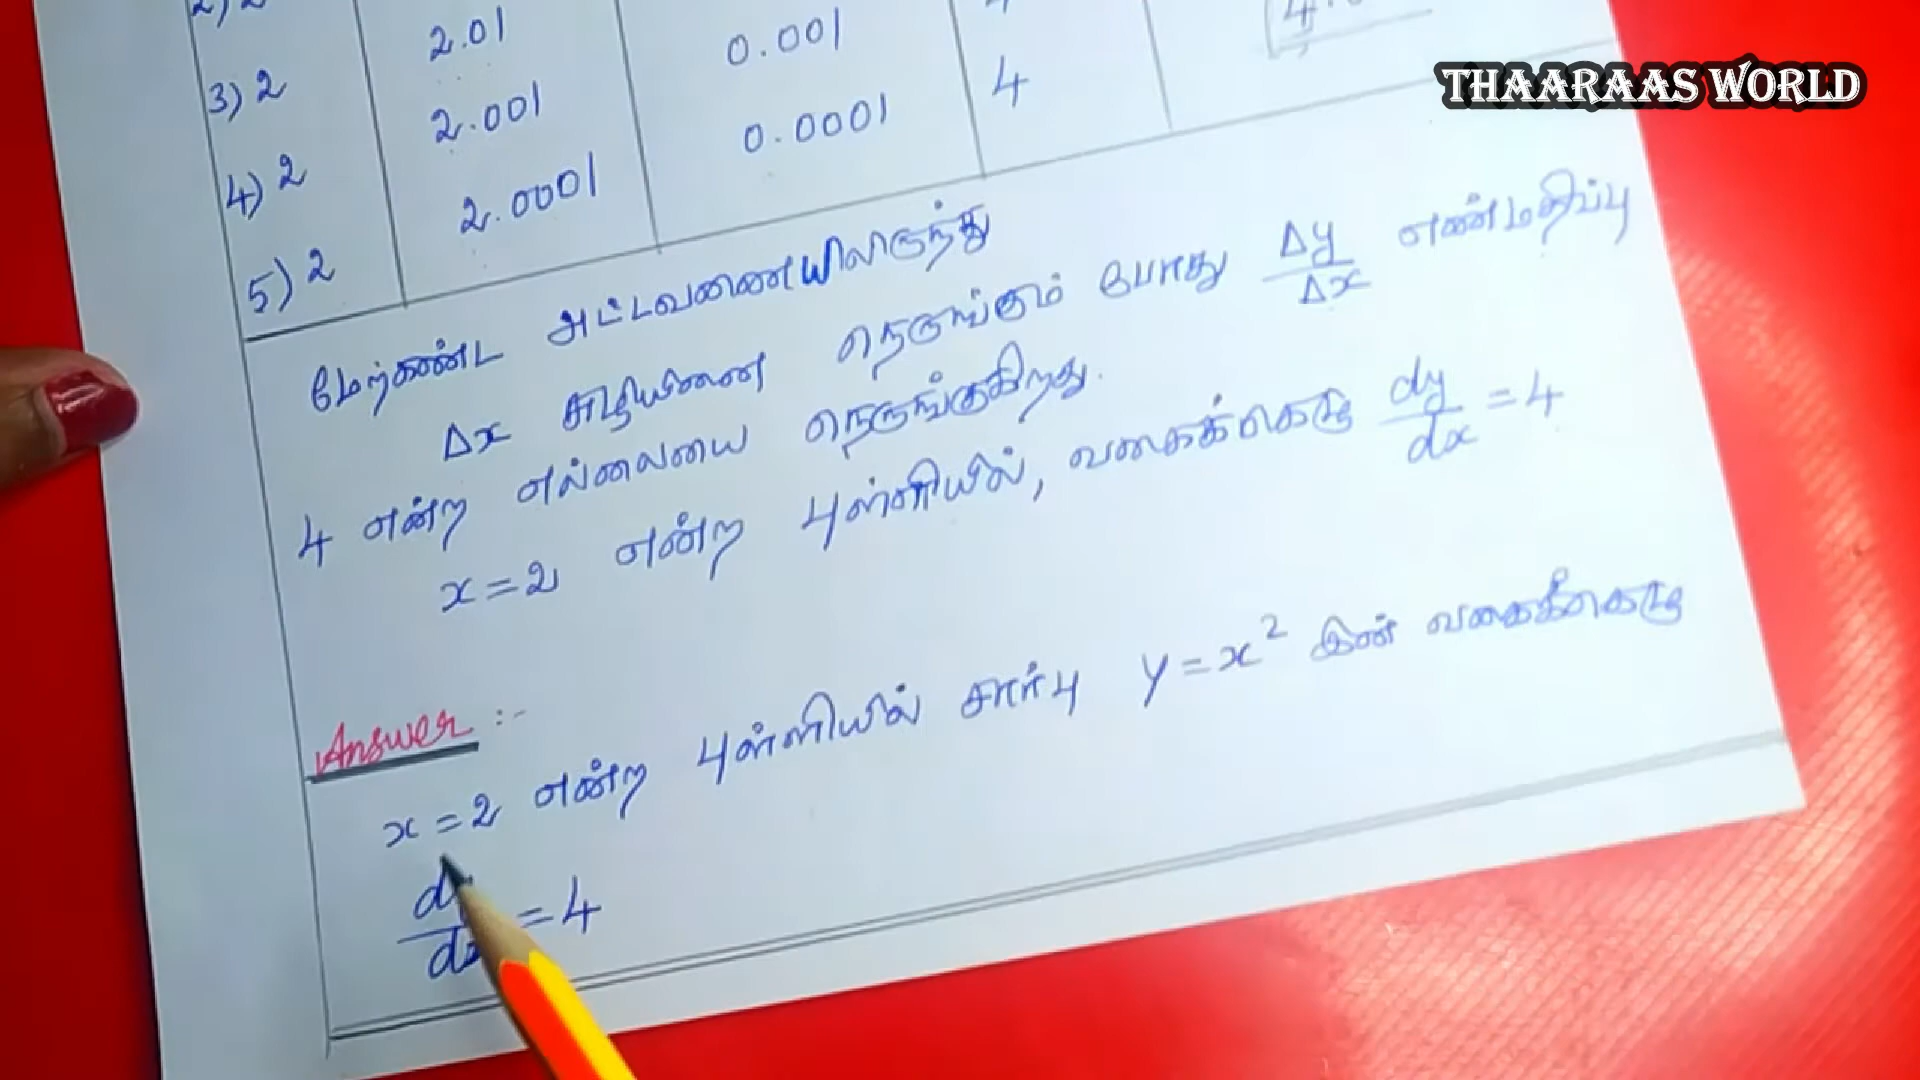 THAARAAS WORLD
2.01 0.001
3) 2 2.001 0.0001 4
4) 2 2.0001
5) 2
மேற்கண்ட அட்டவணையிலிருந்து
Δx சுழியினை நெருங்கும் போது Δy/Δx எண்மதிப்பு
4 என்ற எல்லையை நெருங்குகிறது.
x=2 என்ற புள்ளியில், வகைக்கெழு dy/dx = 4
Answer :-
x=2 என்ற புள்ளியில் சார்பு y=x² இன் வகைக்கெழு
dy/dx = 4